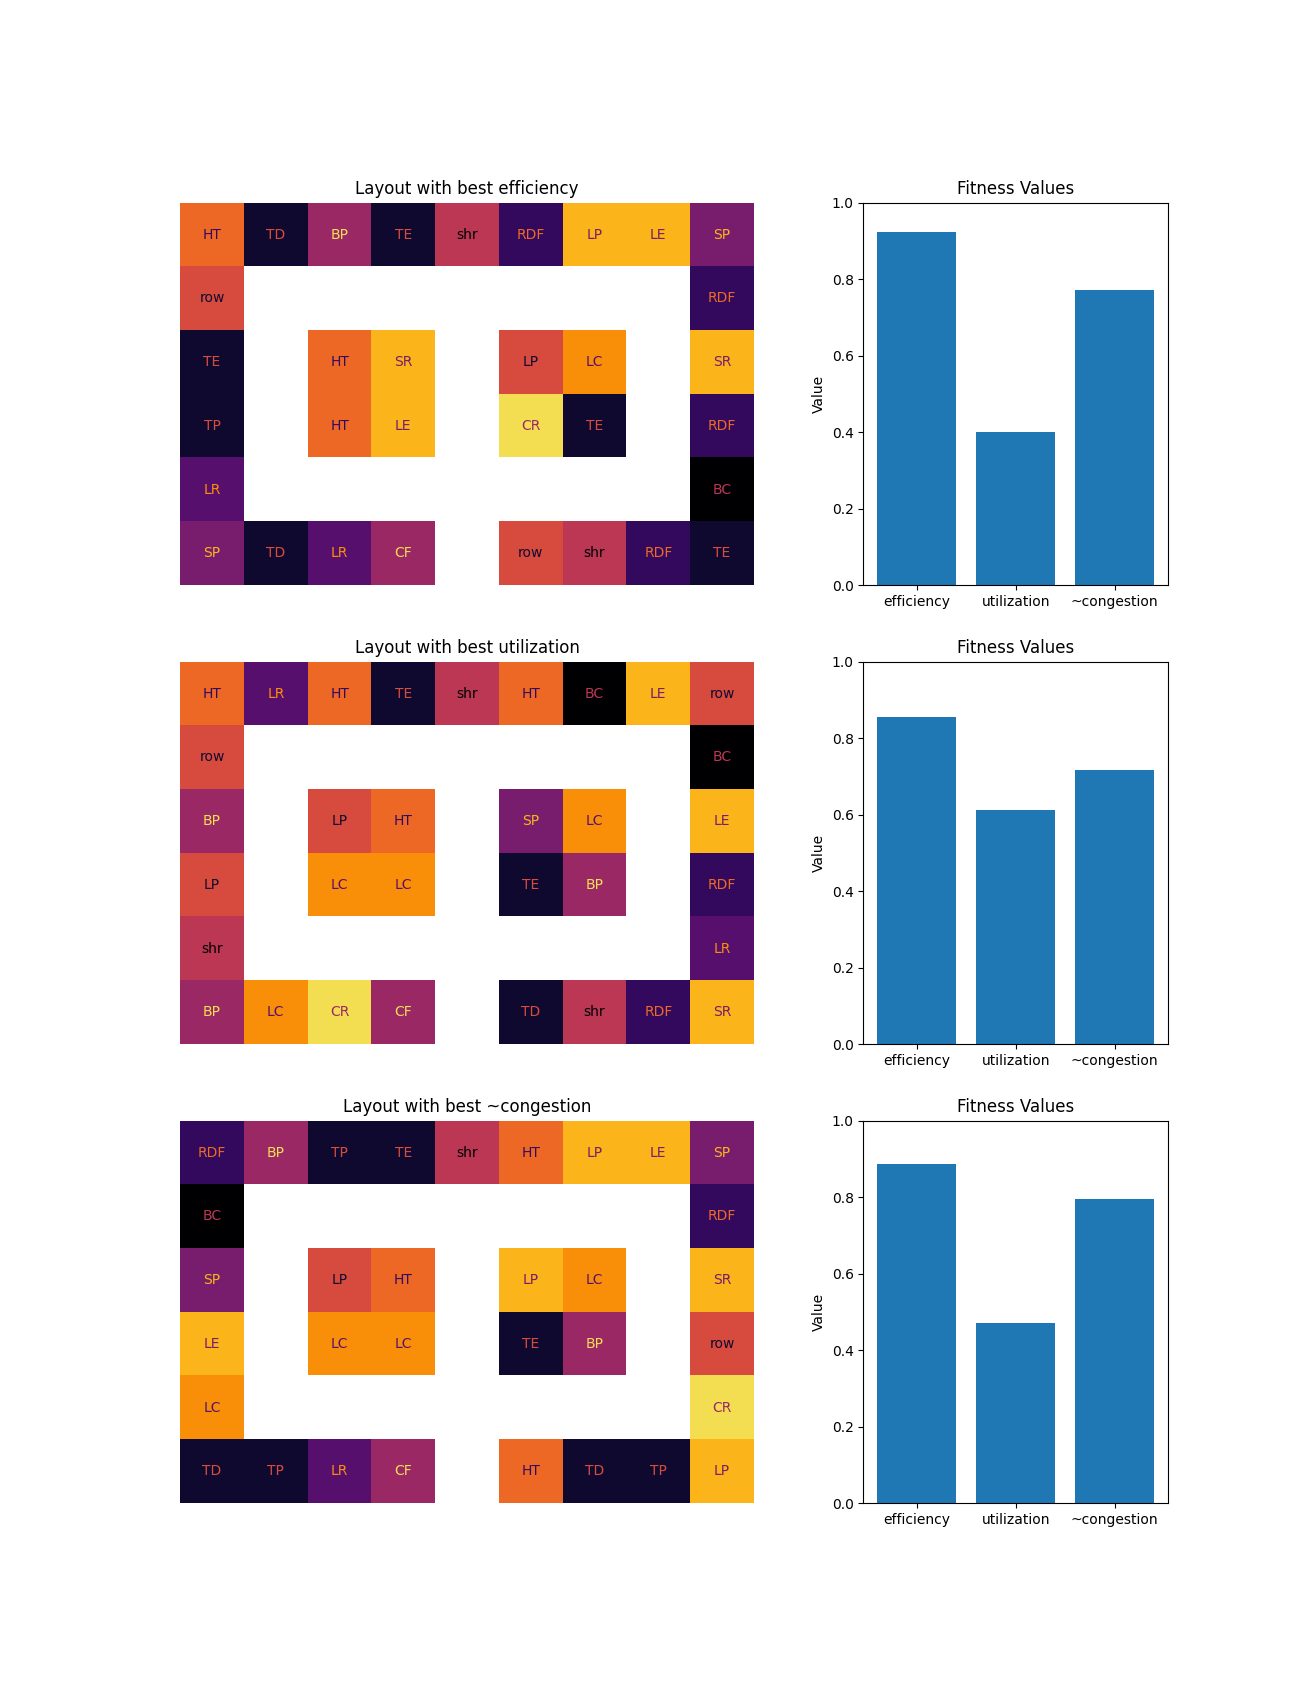 Layout with best efficiency
HT TD BP TE shr RDF LP LE SP
row RDF
TE HT SR LP LC SR
TP HT LE CR TE RDF
LR BC
SP TD LR CF row shr RDF TE
Fitness Values
1.0
0.8
0.6
0.4
0.2
0.0
Value
efficiency utilization ~congestion
Layout with best utilization
HT LR HT TE shr HT BC LE row
row BC
BP LP HT SP LC LE
LP LC LC TE BP RDF
shr LR
BP LC CR CF TD shr RDF SR
Fitness Values
1.0
0.8
0.6
0.4
0.2
0.0
Value
efficiency utilization ~congestion
Layout with best ~congestion
RDF BP TP TE shr HT LP LE SP
BC RDF
SP LP HT LP LC SR
LE LC LC TE BP row
LC CR
TD TP LR CF HT TD TP LP
Fitness Values
1.0
0.8
0.6
0.4
0.2
0.0
Value
efficiency utilization ~congestion